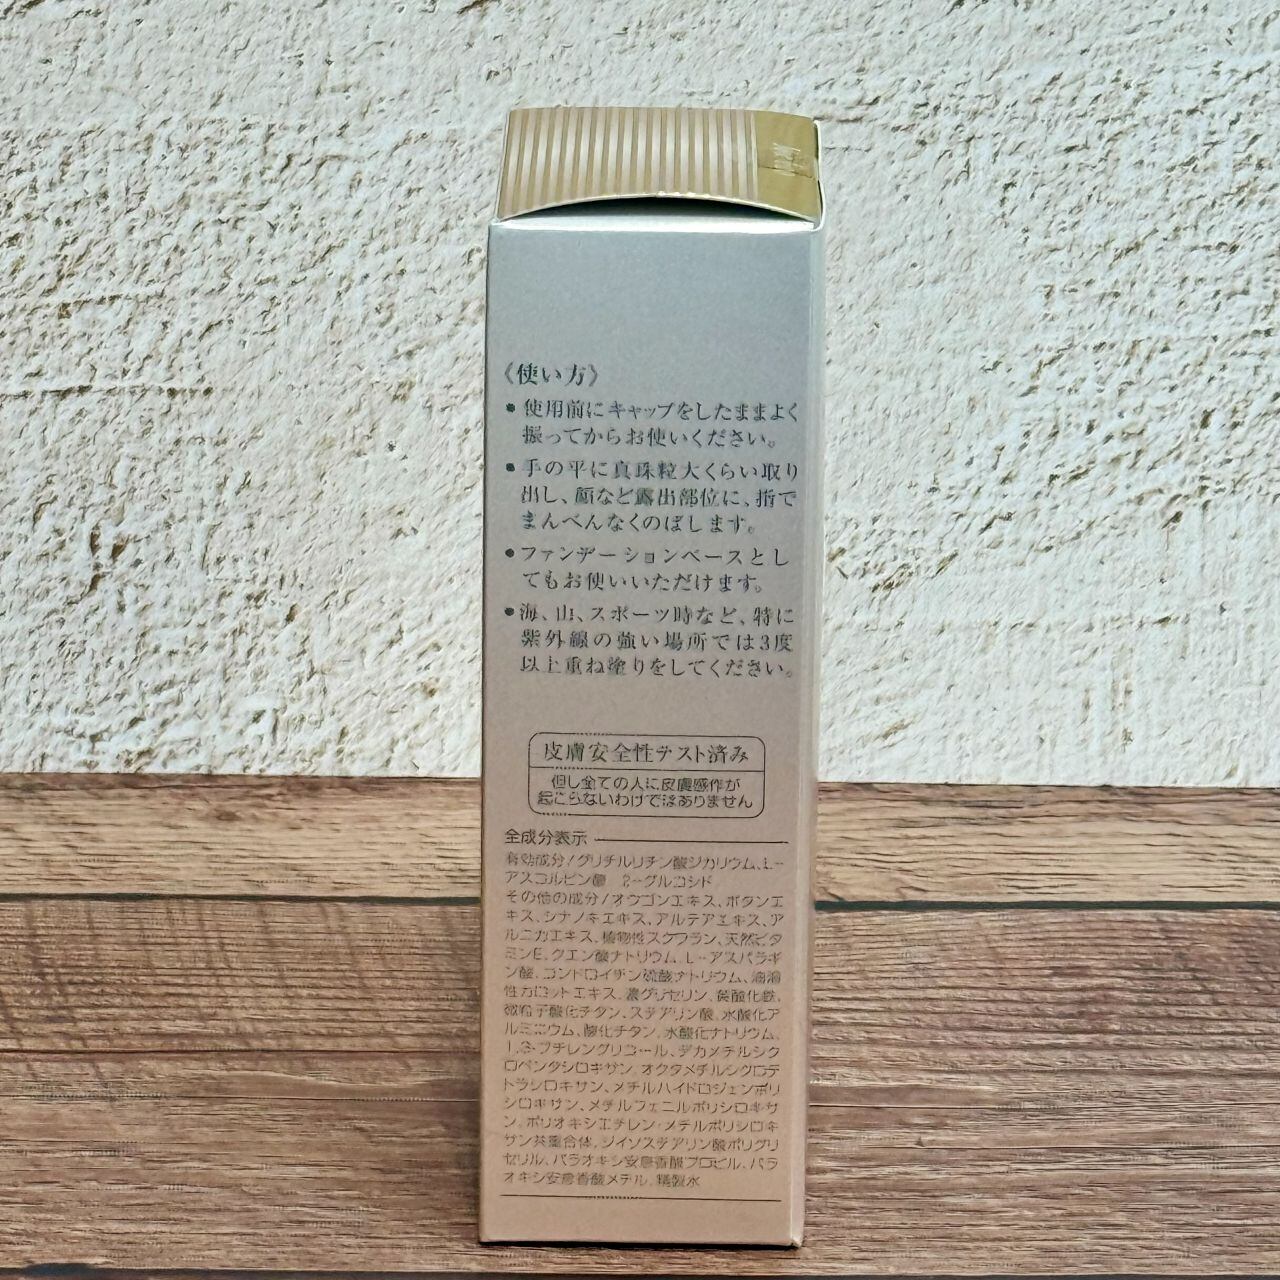 《使い方》
●使用前にキャップをしたままよく
振ってからお使いください。
●手の平に真珠粒大くらい取り
出し、顔など露出部位に、指で
まんべんなくのばします。
●ファンデーションベースとし
てもお使いいただけます。
●海、山、スポーツ時など、特に
紫外線の強い場所では3度
以上重ね塗りをしてください。
皮膚安全性テスト済み
但し全ての人に皮膚感作が
起こらないわけではありません
全成分表示
有効成分/グリチルリチン酸ジカリウム、L-
アスコルビン酸 2-グルコシド
その他の成分/オウゴンエキス、ボタンエ
キス、シナノキエキス、アルテアエキス、ア
ルニカエキス、植物性スクワラン、天然ビタ
ミンE、クエン酸ナトリウム、L-アスパラギ
ン酸、コンドロイチン硫酸ナトリウム、油溶
性カロットエキス、濃グリセリン、黄酸化鉄、
微粒子酸化チタン、ステアリン酸、水酸化ア
ルミニウム、酸化チタン、水酸化ナトリウム、
1,3-ブチレングリコール、デカメチルシク
ロペンタシロキサン、オクタメチルシクロテ
トラシロキサン、メチルハイドロジェンポリ
シロキサン、メチルフェニルポリシロキサ
ン、ポリオキシエチレン・メチルポリシロキ
サン共重合体、ジイソステアリン酸ポリグリ
セリル、パラオキシ安息香酸プロピル、パラ
オキシ安息香酸メチル、精製水